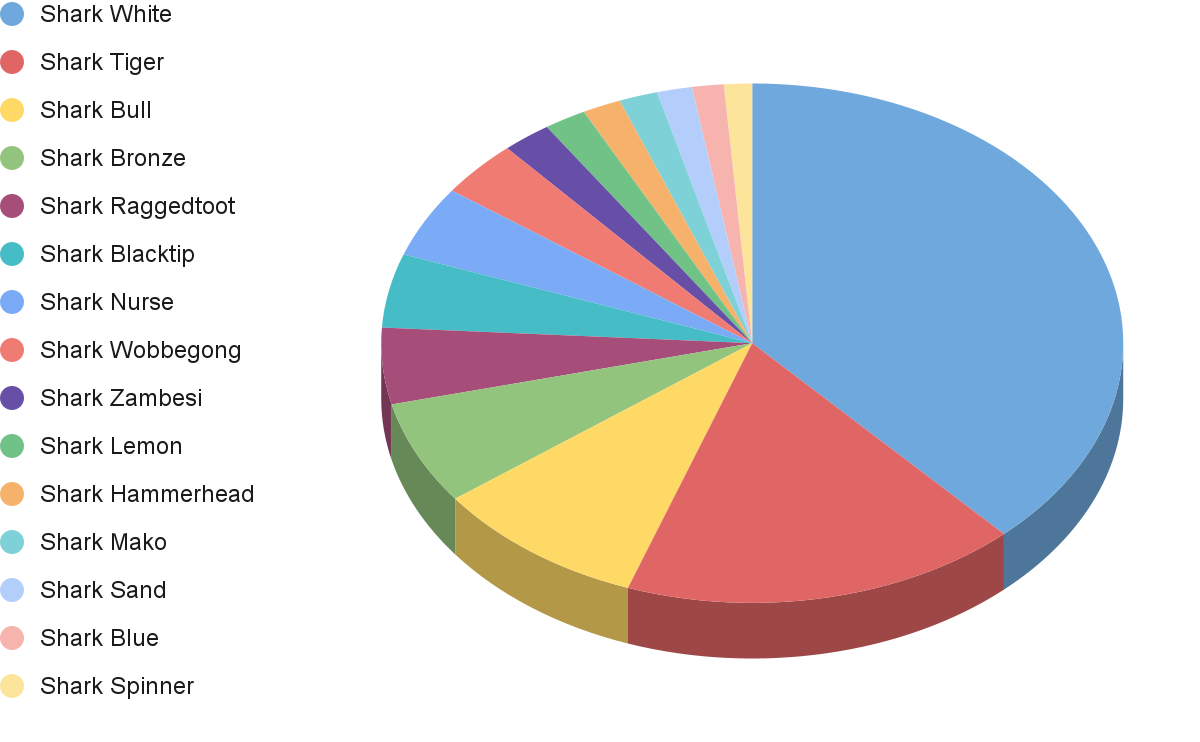 Shark White
Shark Tiger
Shark Bull
Shark Bronze
Shark Raggedtoot
Shark Blacktip
Shark Nurse
Shark Wobbegong
Shark Zambesi
Shark Lemon
Shark Hammerhead
Shark Mako
Shark Sand
Shark Blue
Shark Spinner